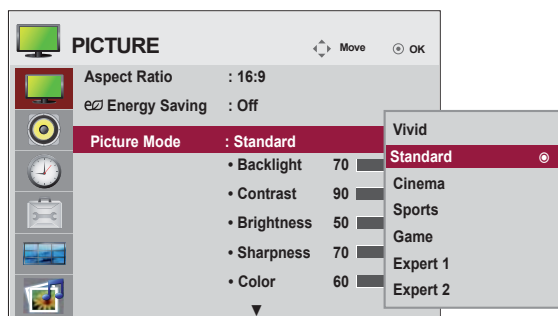 PICTURE
Move
OK
Aspect Ratio : 16:9
Energy Saving : Off
Picture Mode : Standard
• Backlight 70
• Contrast 90
• Brightness 50
• Sharpness 70
• Color 60
Vivid
Standard
Cinema
Sports
Game
Expert 1
Expert 2